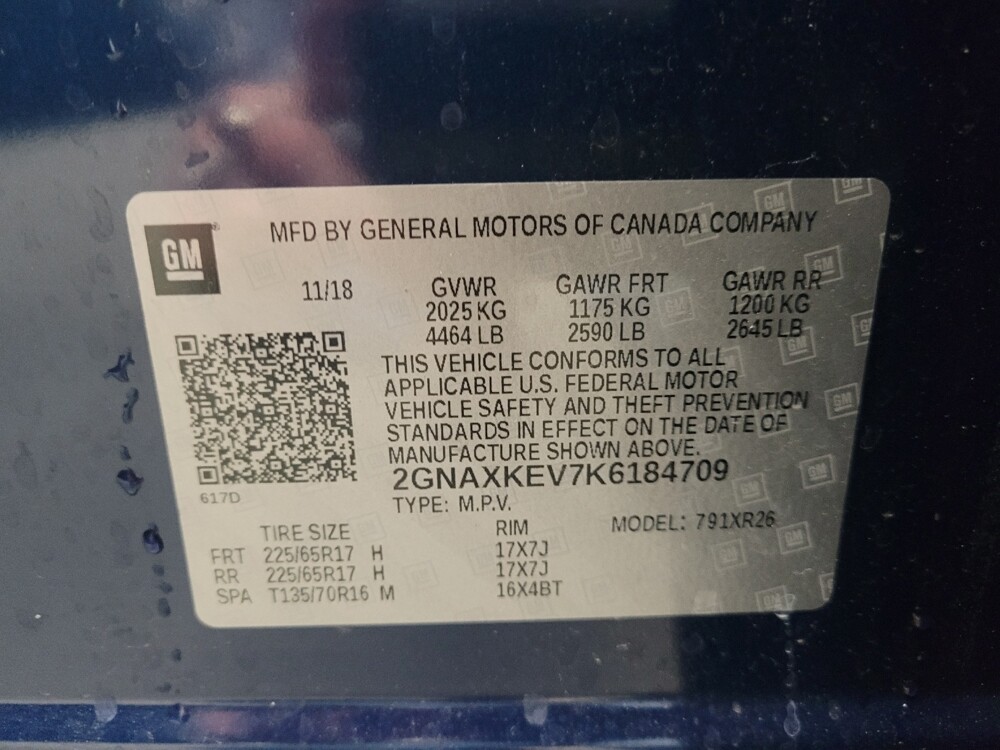 GM
MFD BY GENERAL MOTORS OF CANADA COMPANY
11/18 GVWR GAWR FRT GAWR RR
2025 KG 1175 KG 1200 KG
4464 LB 2590 LB 2645 LB
THIS VEHICLE CONFORMS TO ALL
APPLICABLE U.S. FEDERAL MOTOR
VEHICLE SAFETY AND THEFT PREVENTION
STANDARDS IN EFFECT ON THE DATE OF
MANUFACTURE SHOWN ABOVE.
2GNAXKEV7K6184709
617D
TYPE: M.P.V.
TIRE SIZE RIM MODEL: 791XR26
FRT 225/65R17 H 17X7J
RR 225/65R17 H 17X7J
SPA T135/70R16 M 16X4BT